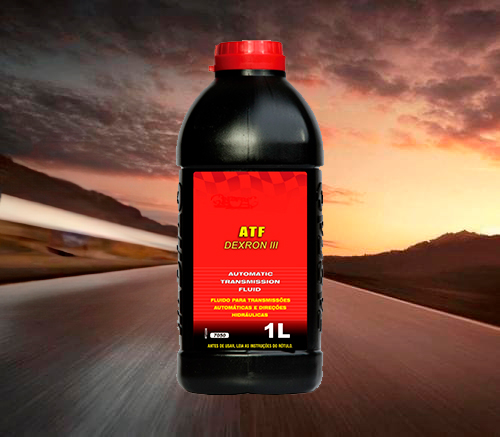 ATF
DEXRON III
AUTOMATIC
TRANSMISSION
FLUID
FLUIDO PARA TRANSMISSÕES
AUTOMÁTICAS E DIREÇÕES
HIDRÁULICAS
7050
1L
ANTES DE USAR, LEIA AS INSTRUÇÕES DO RÓTULO.